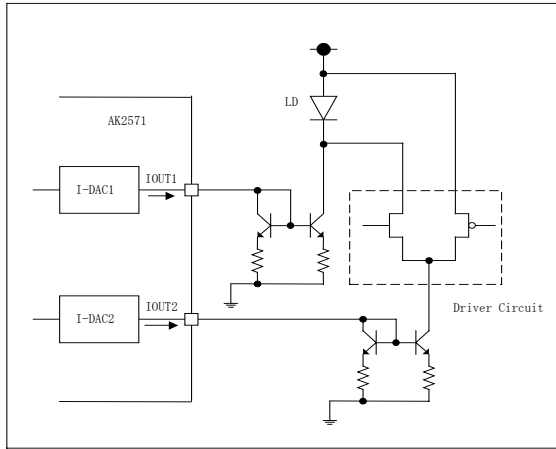 LD
AK2571
I-DAC1
IOUT1
I-DAC2
IOUT2
Driver Circuit